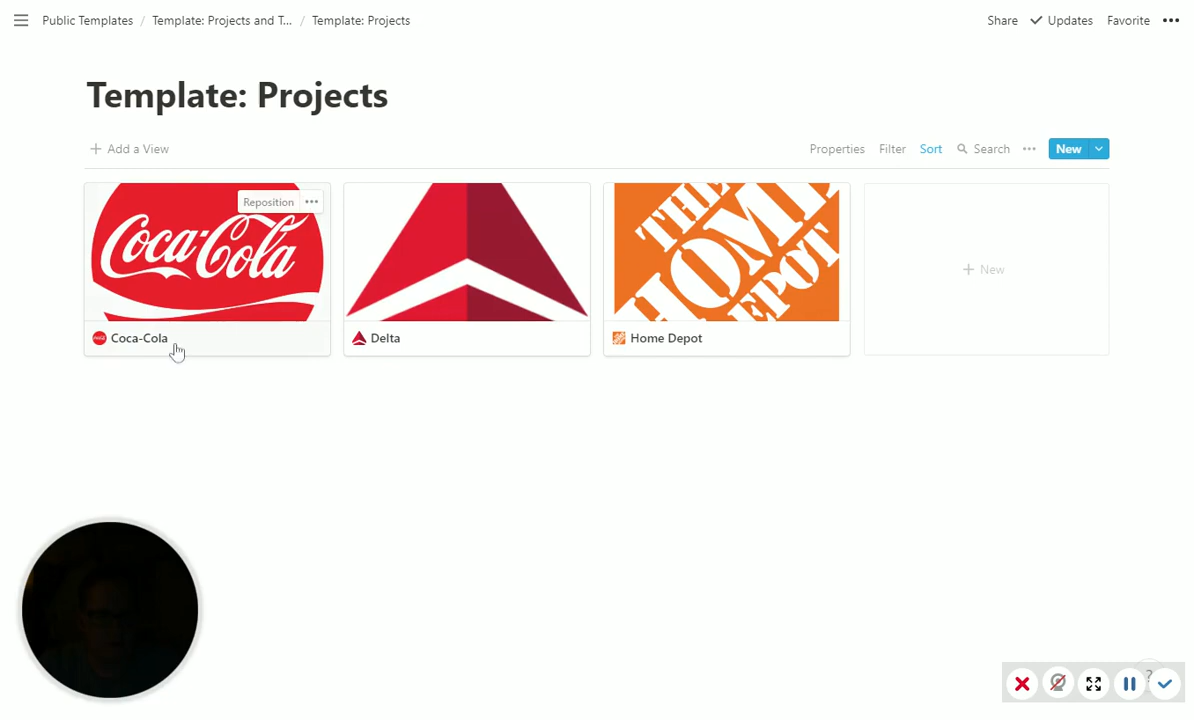 Public Templates / Template: Projects and T... / Template: Projects
Share Updates Favorite
Template: Projects
Add a View
Properties Filter Sort Search New
Coca-Cola
Reposition
THE HOME DEPOT
New
Coca-Cola
Delta
Home Depot
?